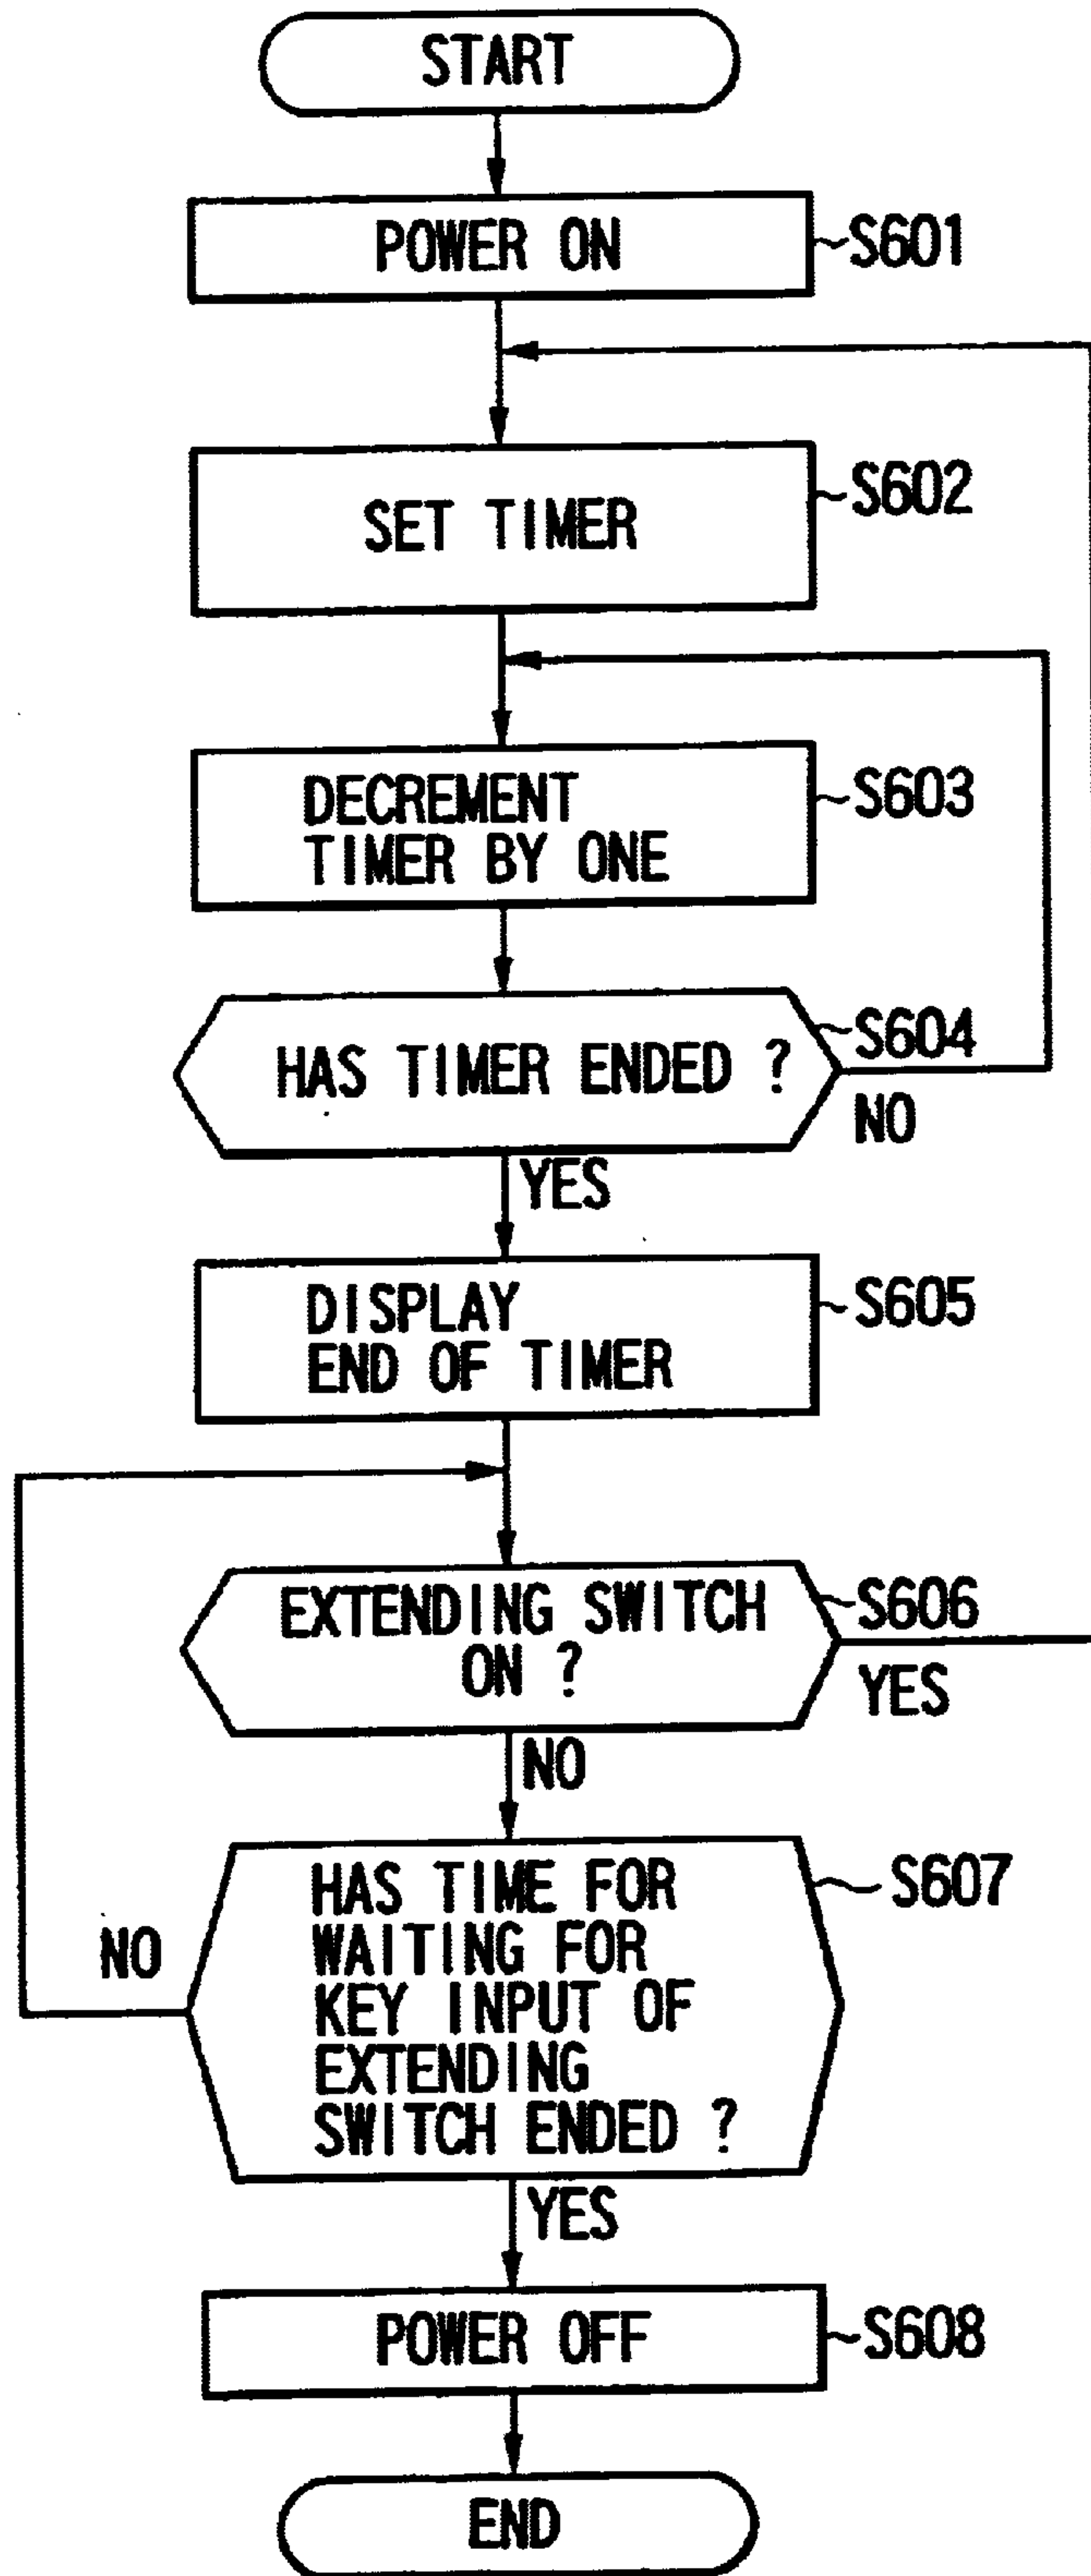 START
POWER ON
S601
SET TIMER
S602
DECREMENT
TIMER BY ONE
S603
HAS TIMER ENDED ?
S604
NO
YES
DISPLAY
END OF TIMER
S605
EXTENDING SWITCH
ON ?
S606
YES
NO
HAS TIME FOR
WAITING FOR
KEY INPUT OF
EXTENDING
SWITCH ENDED ?
S607
NO
YES
POWER OFF
S608
END